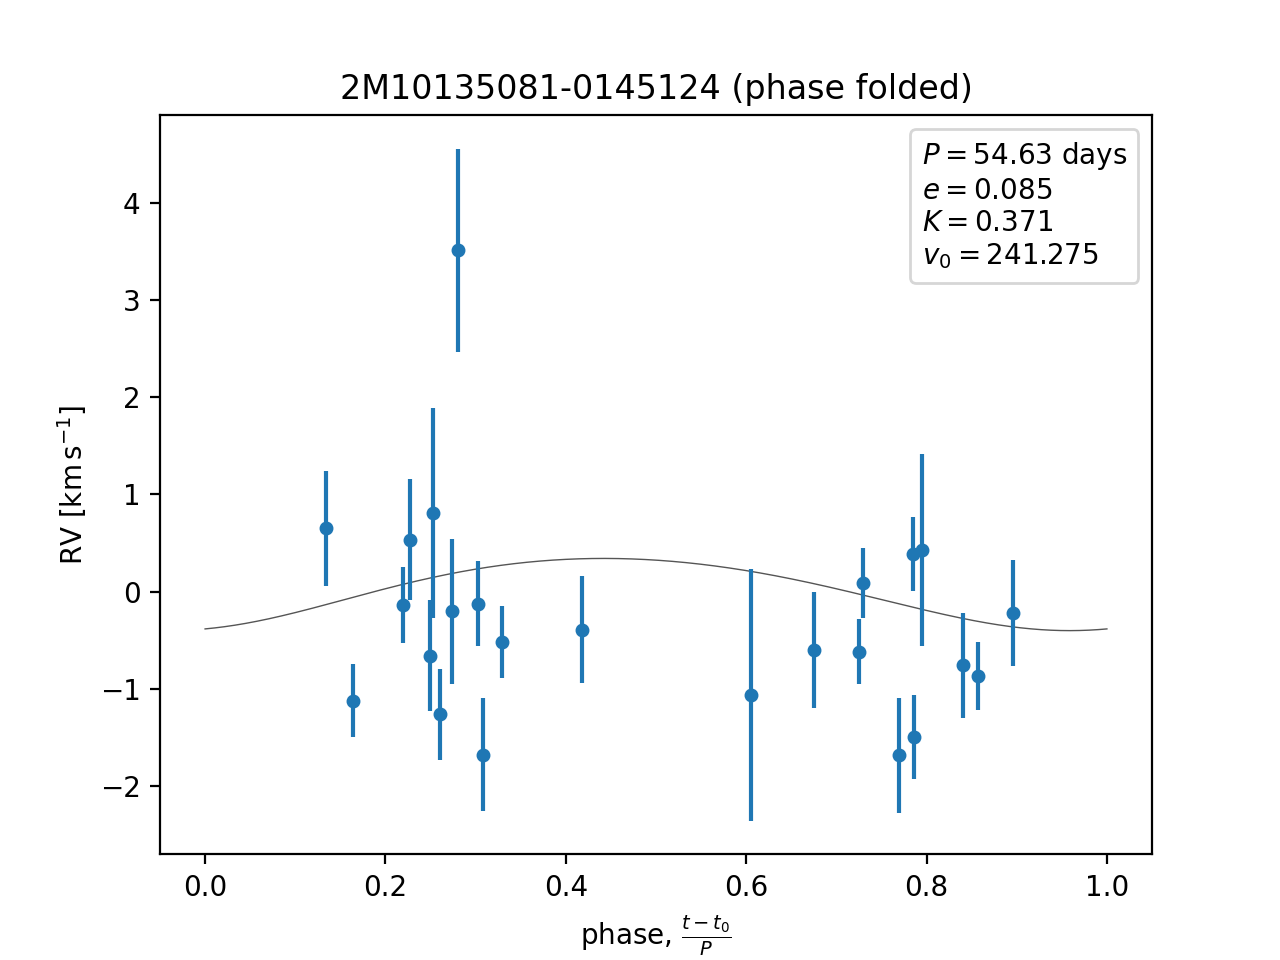 2M10135081-0145124 (phase folded)
P = 54.63 days
e = 0.085
K = 0.371
v₀ = 241.275
4
3
2
1
0
−1
−2
RV [km s⁻¹]
0.0 0.2 0.4 0.6 0.8 1.0
phase, (t − t₀)/P